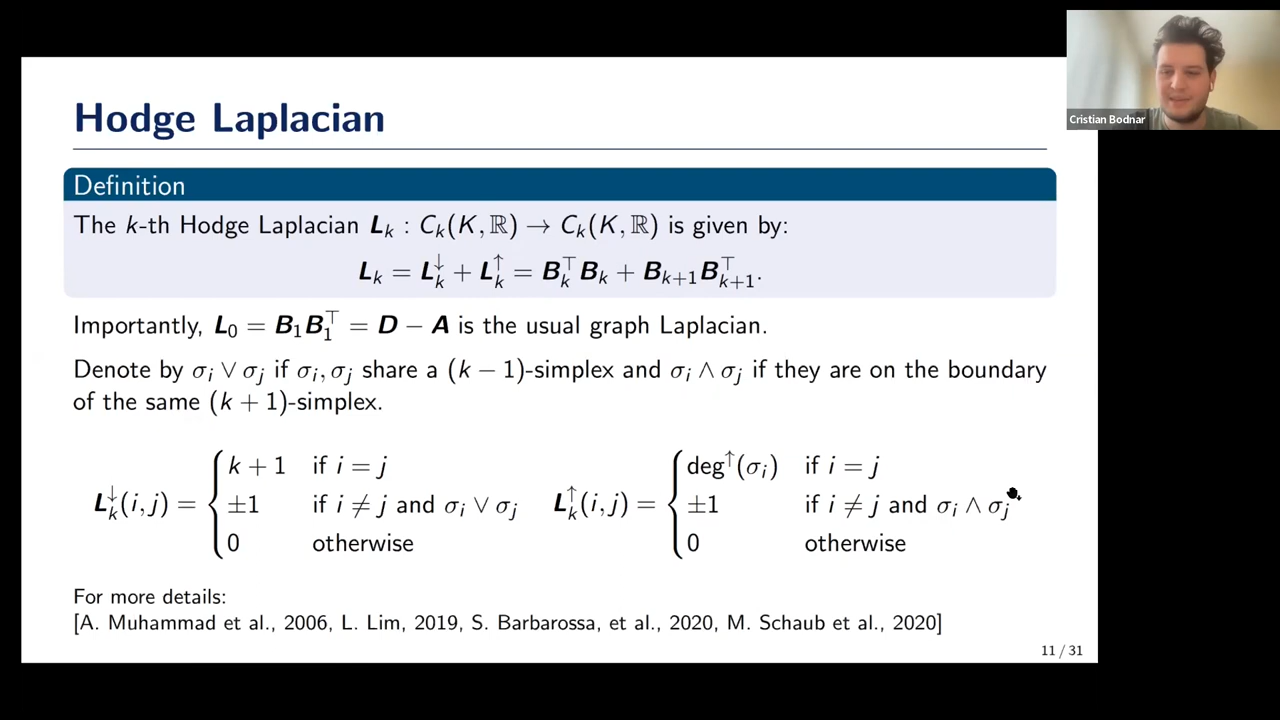 Cristian Bodnar
Hodge Laplacian
Definition
The k-th Hodge Laplacian L_k : C_k(K, ℝ) → C_k(K, ℝ) is given by:
L_k = L_k^↓ + L_k^↑ = B_k^⊤ B_k + B_{k+1} B_{k+1}^⊤.
Importantly, L_0 = B_1 B_1^⊤ = D − A is the usual graph Laplacian.
Denote by σ_i ∨ σ_j if σ_i, σ_j share a (k − 1)-simplex and σ_i ∧ σ_j if they are on the boundary
of the same (k + 1)-simplex.
L_k^↓(i, j) = { k + 1 if i = j
±1 if i ≠ j and σ_i ∨ σ_j
0 otherwise
L_k^↑(i, j) = { deg^↑(σ_i) if i = j
±1 if i ≠ j and σ_i ∧ σ_j
0 otherwise
For more details:
[A. Muhammad et al., 2006, L. Lim, 2019, S. Barbarossa, et al., 2020, M. Schaub et al., 2020]
11 / 31